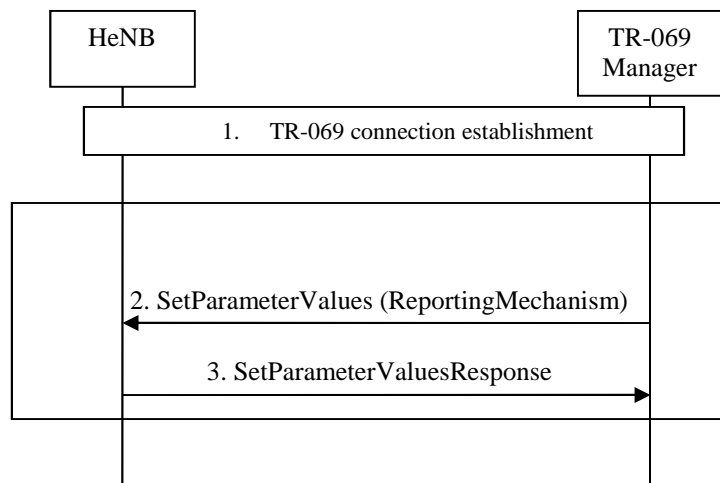 HeNB
TR-069
Manager
1. TR-069 connection establishment
2. SetParameterValues (ReportingMechanism)
3. SetParameterValuesResponse